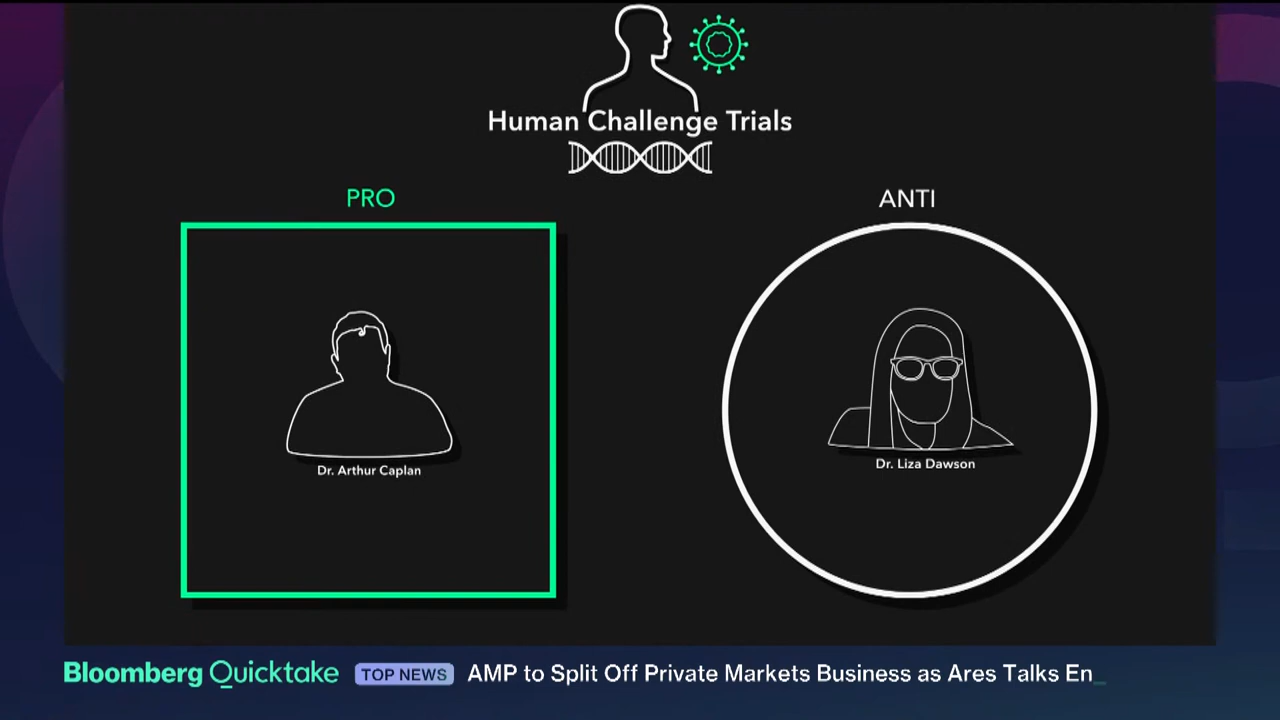 Human Challenge Trials
PRO
ANTI
Dr. Arthur Caplan
Dr. Liza Dawson
Bloomberg Quicktake TOP NEWS AMP to Split Off Private Markets Business as Ares Talks En_